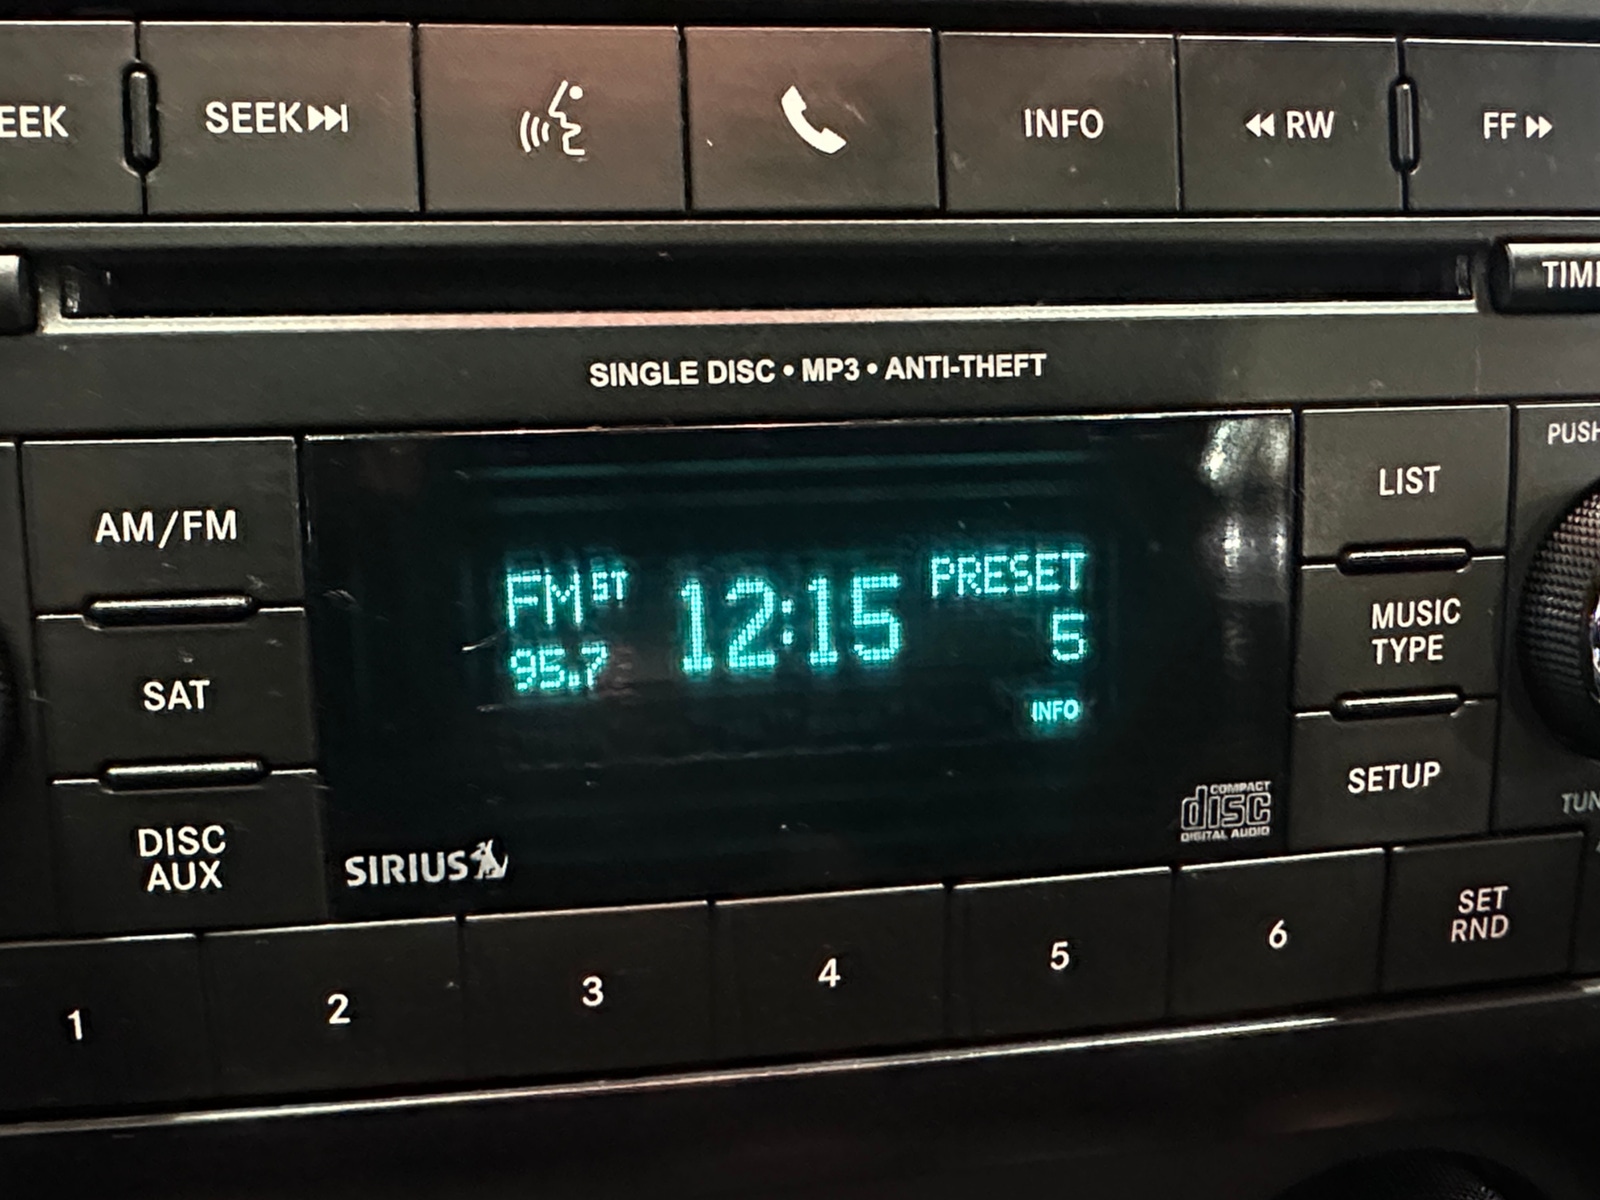 EEK
SEEK
INFO
RW
FF
TIME
SINGLE DISC • MP3 • ANTI-THEFT
PUSH
AM/FM
LIST
FM ST 12:15 PRESET
95.7 5
INFO
MUSIC
TYPE
SAT
SETUP
TUN
DISC
AUX
SIRIUS
COMPACT
disc
DIGITAL AUDIO
1
2
3
4
5
6
SET
RND